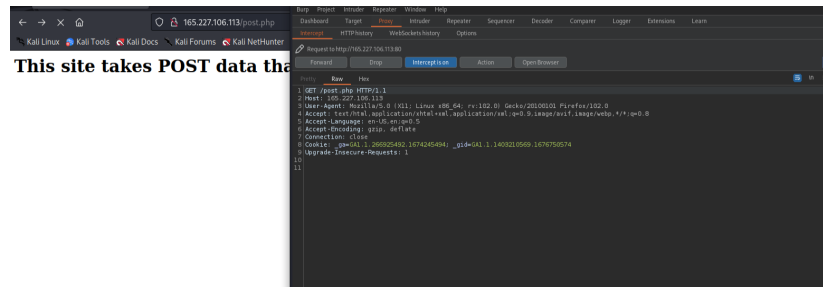 165.227.106.113/post.php
Kali Linux Kali Tools Kali Docs Kali Forums Kali NetHunter
This site takes POST data tha
Burp Project Intruder Repeater Window Help
Dashboard Target Proxy Intruder Repeater Sequencer Decoder Comparer Logger Extensions Learn
Intercept HTTP history WebSockets history Options
Request to http://165.227.106.113:80
Forward Drop Intercept is on Action Open Browser
Pretty Raw Hex
1 GET /post.php HTTP/1.1
2 Host: 165.227.106.113
3 User-Agent: Mozilla/5.0 (X11; Linux x86_64; rv:102.0) Gecko/20100101 Firefox/102.0
4 Accept: text/html,application/xhtml+xml,application/xml;q=0.9,image/avif,image/webp,*/*;q=0.8
5 Accept-Language: en-US,en;q=0.5
6 Accept-Encoding: gzip, deflate
7 Connection: close
8 Cookie: _ga=GA1.1.266925492.1674245494; _gid=GA1.1.1403210569.1676750574
9 Upgrade-Insecure-Requests: 1
10
11